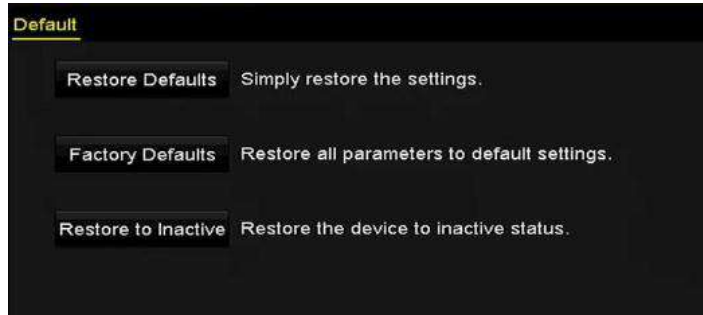 Default
Restore Defaults Simply restore the settings.
Factory Defaults Restore all parameters to default settings.
Restore to Inactive Restore the device to inactive status.